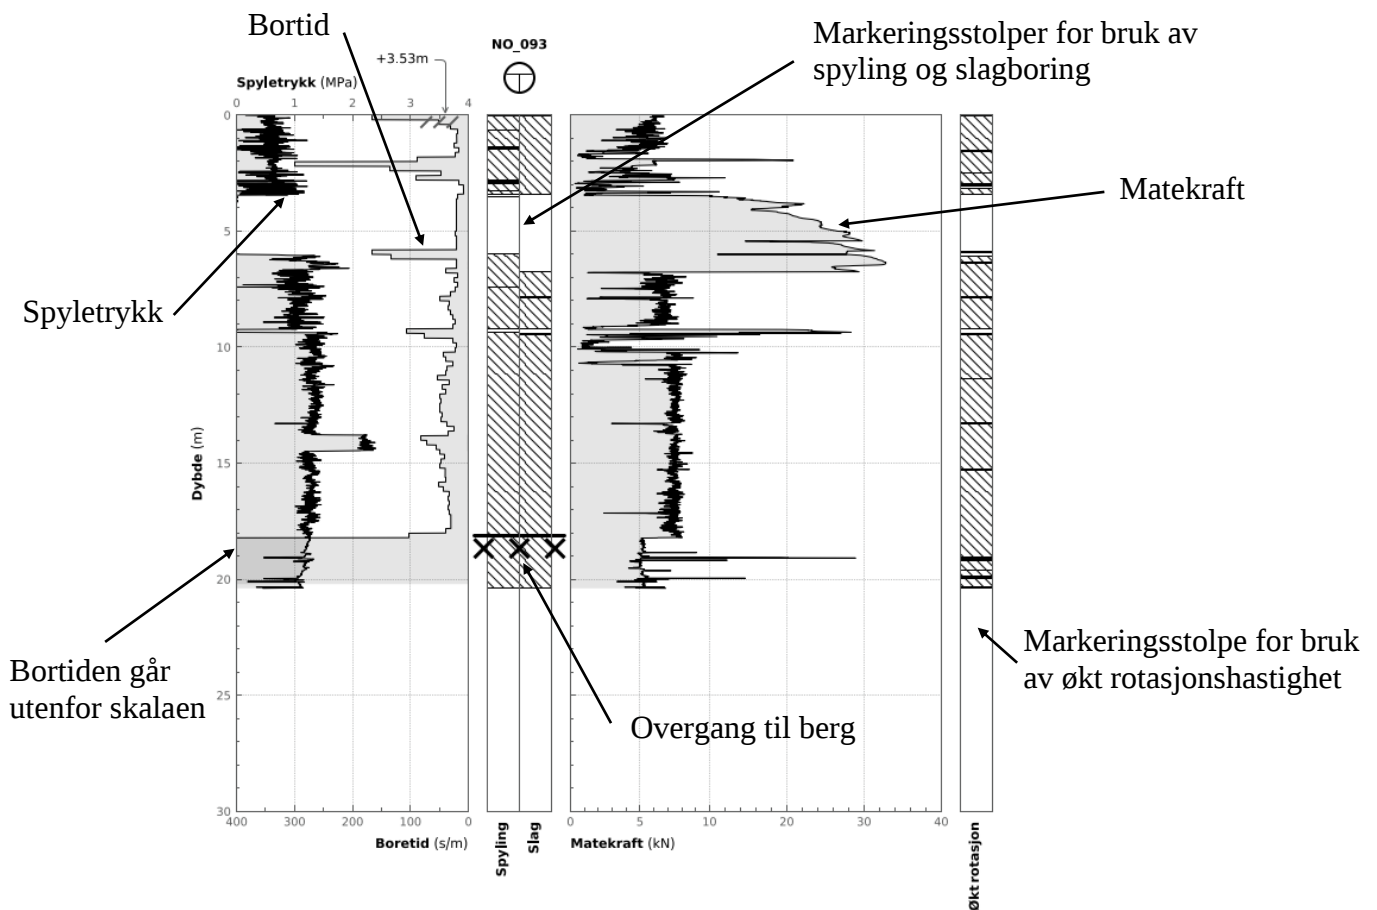 Bortid
Markeringsstolper for bruk av
spyling og slagboring
NO_093
+3.53m
Spyletrykk (MPa)
0 1 2 3 4
Matekraft
Spyletrykk
0
5
10
15
20
25
30
Dybde (m)
Bortiden går
utenfor skalaen
Overgang til berg
Markeringsstolpe for bruk
av økt rotasjonshastighet
400 300 200 100 0
Boretid (s/m)
Spyling
Slag
0 5 10 20 30 40
Matekraft (kN)
Økt rotasjon